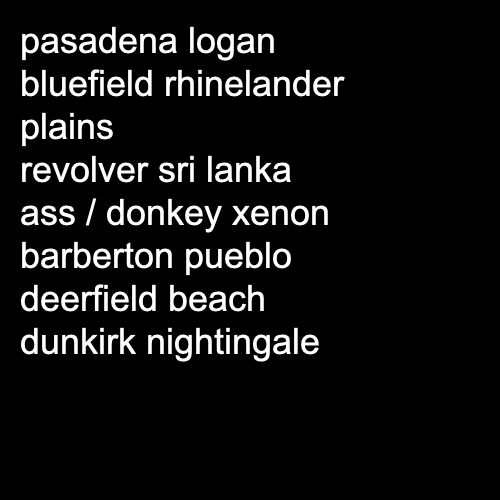 pasadena logan
bluefield rhinelander
plains
revolver sri lanka
ass / donkey xenon
barberton pueblo
deerfield beach
dunkirk nightingale